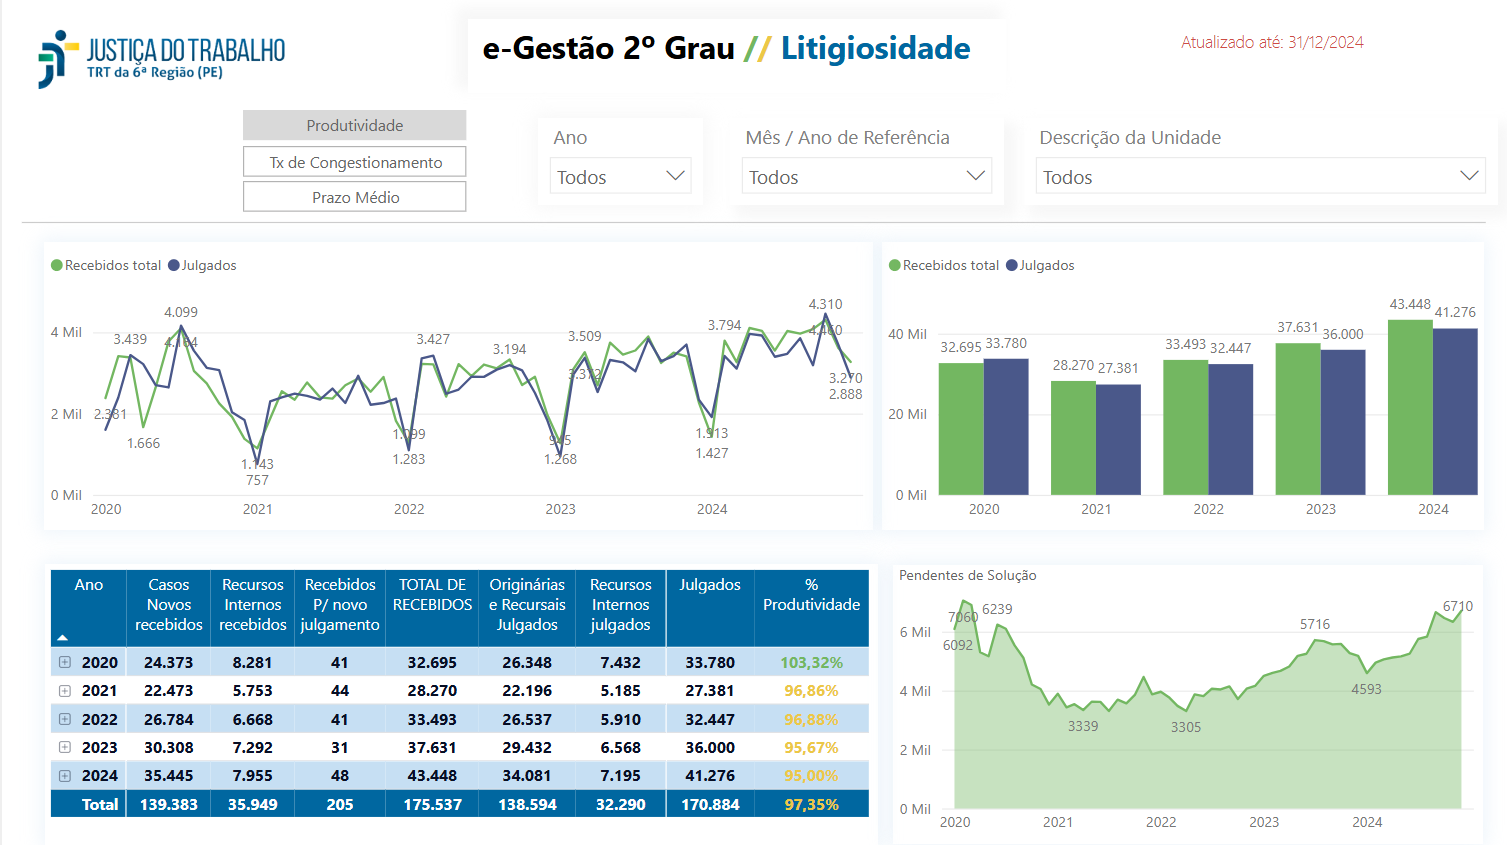 JUSTIÇA DO TRABALHO
TRT da 6ª Região (PE)
e-Gestão 2º Grau // Litigiosidade
Atualizado até: 31/12/2024
Produtividade
Tx de Congestionamento
Prazo Médio
Ano
Todos
Mês / Ano de Referência
Todos
Descrição da Unidade
Todos
Recebidos total Julgados
4 Mil
2 Mil
0 Mil
2.381
3.439
1.666
4.099
4.164
1.143
757
3.427
1.099
1.283
3.194
945
1.268
3.509
3.372
3.794
1.913
1.427
4.310
4.460
3.270
2.888
2020 2021 2022 2023 2024
Recebidos total Julgados
40 Mil
20 Mil
0 Mil
32.695 33.780
28.270 27.381
33.493 32.447
37.631 36.000
43.448 41.276
2020 2021 2022 2023 2024
Ano Casos Novos recebidos Recursos Internos recebidos Recebidos P/ novo julgamento TOTAL DE RECEBIDOS Originárias e Recursais Julgados Recursos Internos julgados Julgados % Produtividade
2020 24.373 8.281 41 32.695 26.348 7.432 33.780 103,32%
2021 22.473 5.753 44 28.270 22.196 5.185 27.381 96,86%
2022 26.784 6.668 41 33.493 26.537 5.910 32.447 96,88%
2023 30.308 7.292 31 37.631 29.432 6.568 36.000 95,67%
2024 35.445 7.955 48 43.448 34.081 7.195 41.276 95,00%
Total 139.383 35.949 205 175.537 138.594 32.290 170.884 97,35%
Pendentes de Solução
6 Mil
4 Mil
2 Mil
0 Mil
7060
6092
6239
3339
3305
5716
4593
6710
2020 2021 2022 2023 2024